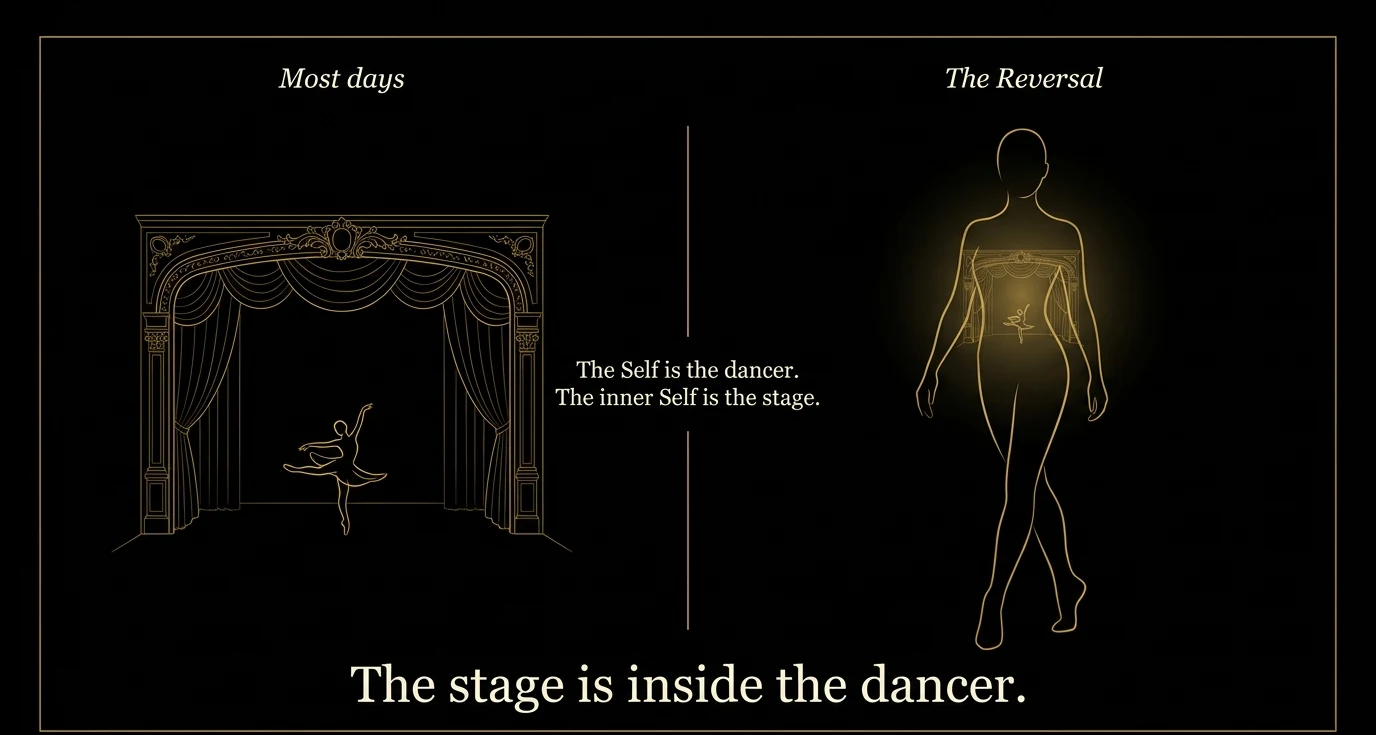 Most days
The Reversal
The Self is the dancer.
The inner Self is the stage.
The stage is inside the dancer.